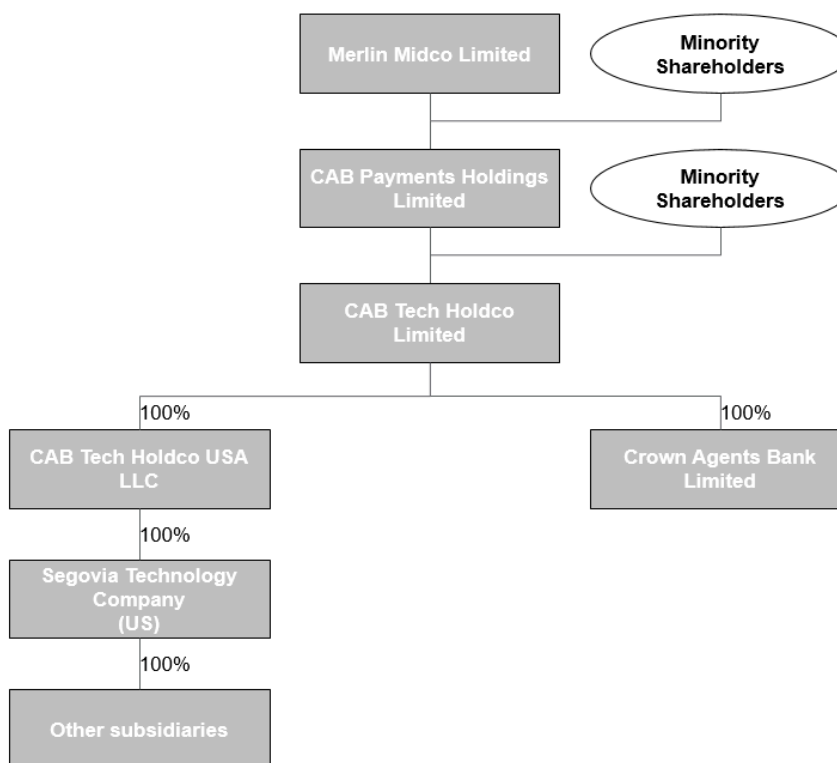 Merlin Midco Limited
Minority
Shareholders
CAB Payments Holdings
Limited
Minority
Shareholders
CAB Tech Holdco
Limited
100%
100%
CAB Tech Holdco USA
LLC
Crown Agents Bank
Limited
100%
Segovia Technology
Company
(US)
100%
Other subsidiaries